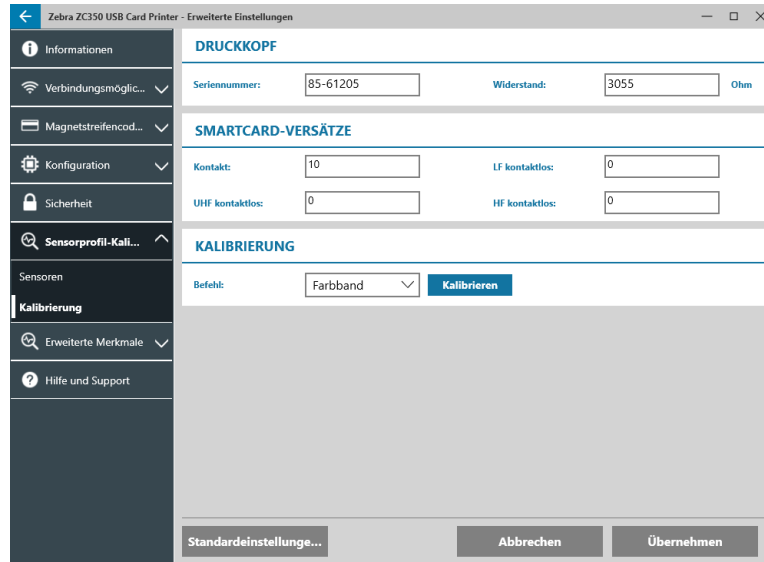 Zebra ZC350 USB Card Printer - Erweiterte Einstellungen
Informationen
Verbindungsmöglic...
Magnetstreifencod...
Konfiguration
Sicherheit
Sensorprofil-Kali...
Sensoren
Kalibrierung
Erweiterte Merkmale
Hilfe und Support
DRUCKKOPF
Seriennummer: 85-61205 Widerstand: 3055 Ohm
SMARTCARD-VERSÄTZE
Kontakt: 10 LF kontaktlos: 0
UHF kontaktlos: 0 HF kontaktlos: 0
KALIBRIERUNG
Befehl: Farbband Kalibrieren
Standardeinstellunge... Abbrechen Übernehmen